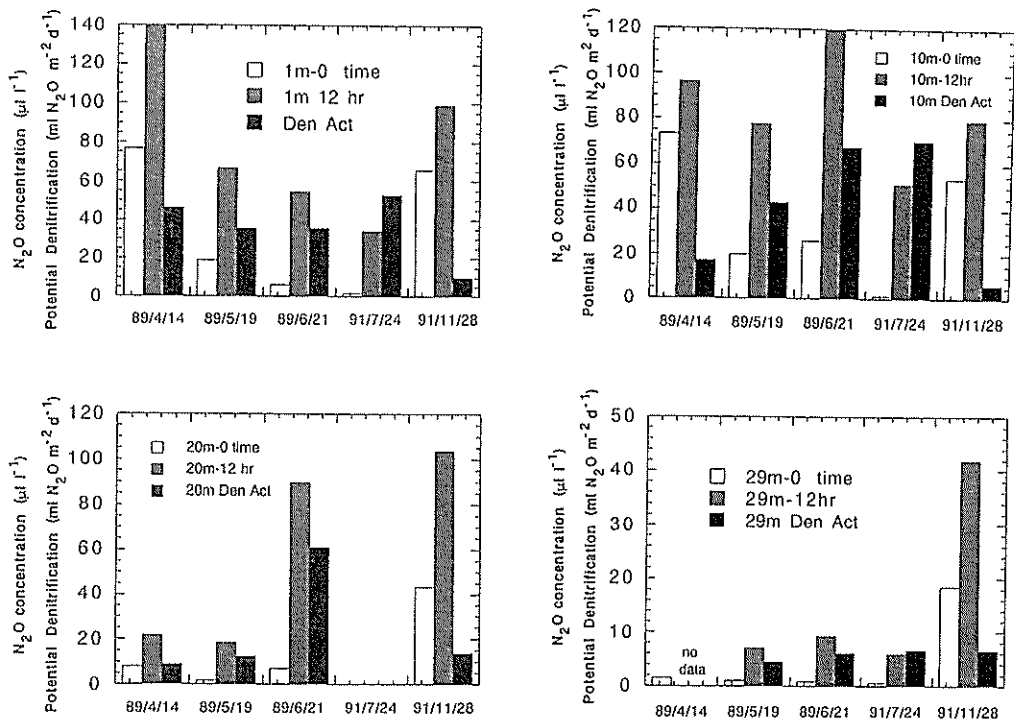 N₂O concentration (µl l⁻¹)
Potential Denitrification (ml N₂O m⁻² d⁻¹)
140
120
100
80
60
40
20
0
1m-0 time
1m 12 hr
Den Act
89/4/14 89/5/19 89/6/21 91/7/24 91/11/28
N₂O concentration (µl l⁻¹)
Potential Denitrification (ml N₂O m⁻² d⁻¹)
120
100
80
60
40
20
0
10m-0 time
10m-12hr
10m Den Act
89/4/14 89/5/19 89/6/21 91/7/24 91/11/28
N₂O concentration (µl l⁻¹)
Potential Denitrification (ml N₂O m⁻² d⁻¹)
120
100
80
60
40
20
0
20m-0 time
20m-12 hr
20m Den Act
89/4/14 89/5/19 89/6/21 91/7/24 91/11/28
N₂O concentration (µl l⁻¹)
Potential Denitrification (ml N₂O m⁻² d⁻¹)
50
40
30
20
10
0
29m-0 time
29m-12hr
29m Den Act
no
data
89/4/14 89/5/19 89/6/21 91/7/24 91/11/28